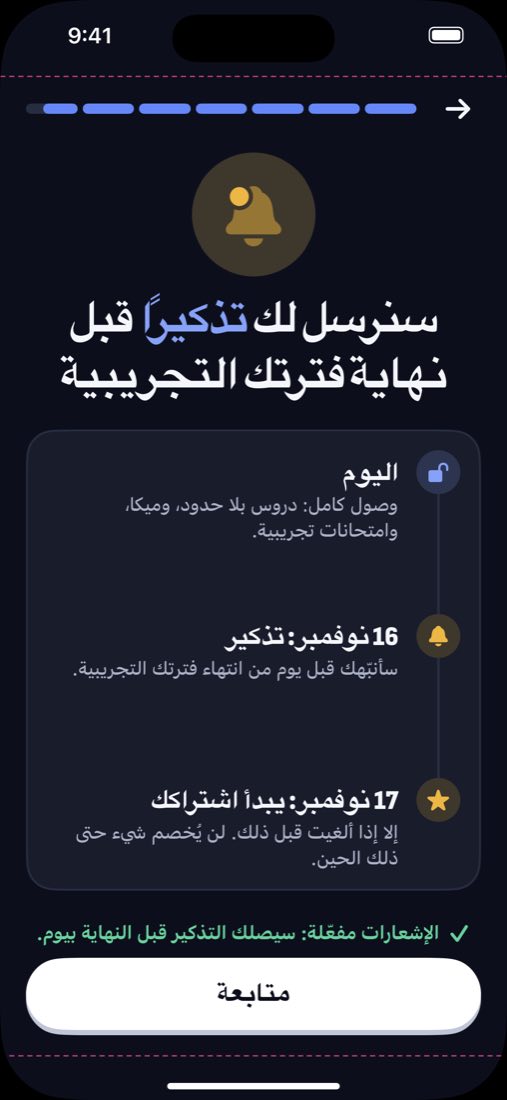 9:41
سنرسل لك تذكيرًا قبل
نهاية فترتك التجريبية
اليوم
وصول كامل: دروس بلا حدود، وميكا،
وامتحانات تجريبية.
16 نوفمبر: تذكير
سأنبّهك قبل يوم من انتهاء فترتك التجريبية.
17 نوفمبر: يبدأ اشتراكك
إلا إذا ألغيت قبل ذلك. لن يُخصم شيء حتى
ذلك الحين.
الإشعارات مفعّلة: سيصلك التذكير قبل النهاية بيوم.
متابعة